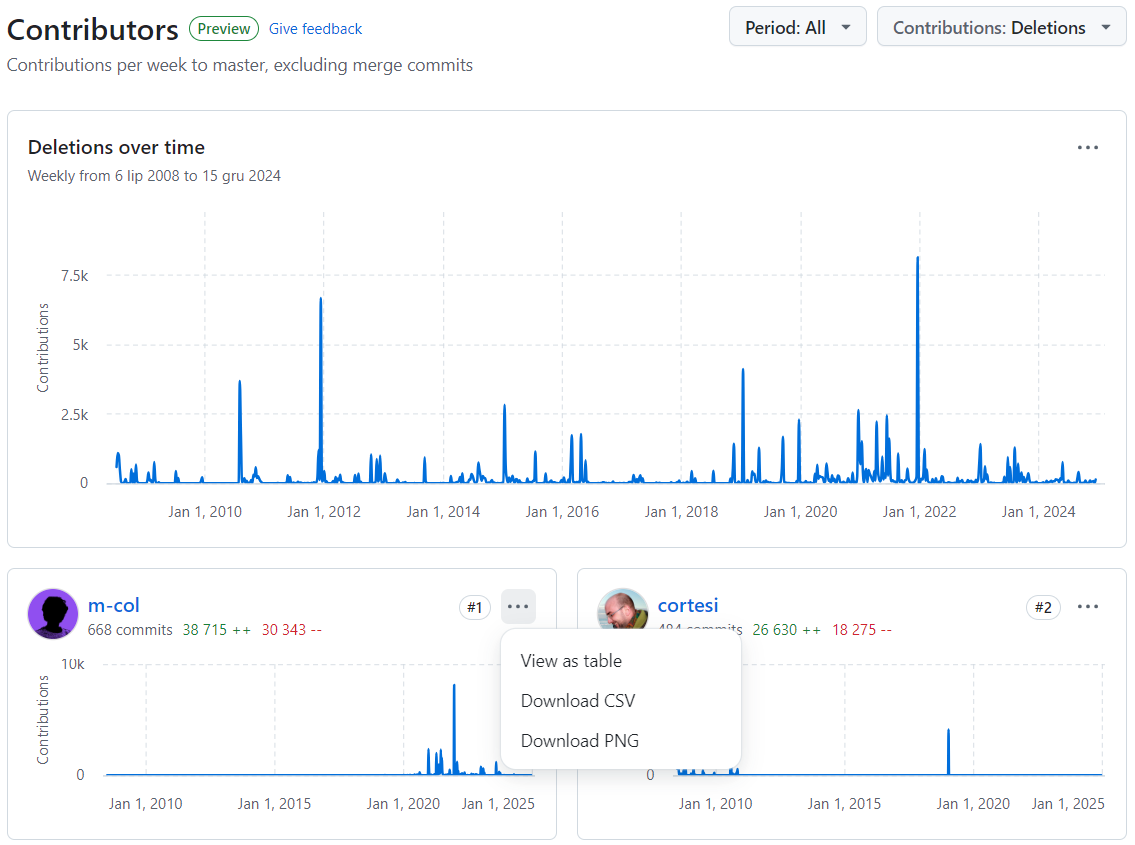 Contributors Preview Give feedback
Period: All
Contributions: Deletions
Contributions per week to master, excluding merge commits
Deletions over time
Weekly from 6 lip 2008 to 15 gru 2024
Contributions
7.5k
5k
2.5k
0
Jan 1, 2010 Jan 1, 2012 Jan 1, 2014 Jan 1, 2016 Jan 1, 2018 Jan 1, 2020 Jan 1, 2022 Jan 1, 2024
m-col
#1
668 commits 38 715 ++ 30 343 --
Contributions
10k
0
Jan 1, 2010 Jan 1, 2015 Jan 1, 2020 Jan 1, 2025
View as table
Download CSV
Download PNG
cortesi
#2
484 commits 26 630 ++ 18 275 --
0
Jan 1, 2010 Jan 1, 2015 Jan 1, 2020 Jan 1, 2025